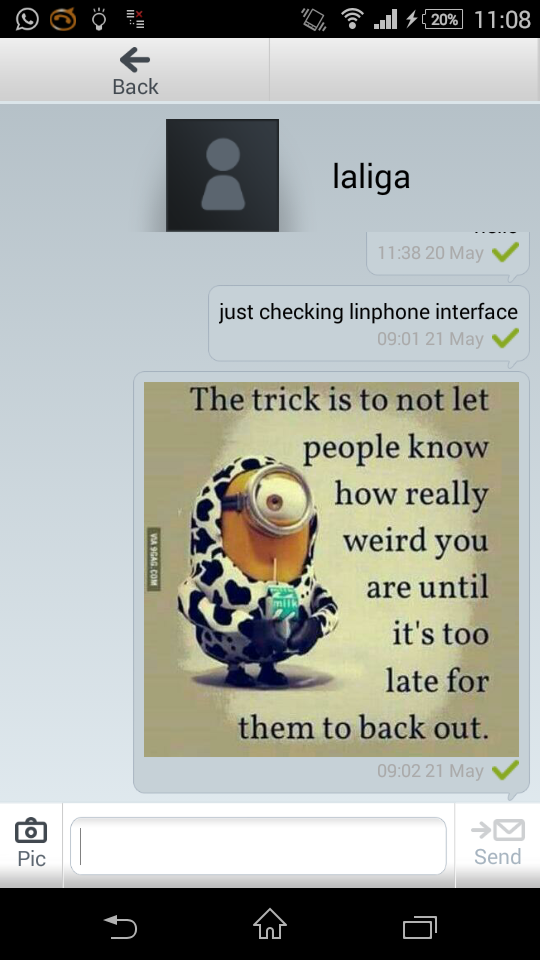 20% 11:08
Back
laliga
11:38 20 May
just checking linphone interface
09:01 21 May
The trick is to not let
people know
how really
weird you
VIA 9GAG.COM
are until
milk
it's too
late for
them to back out.
09:02 21 May
Pic
Send